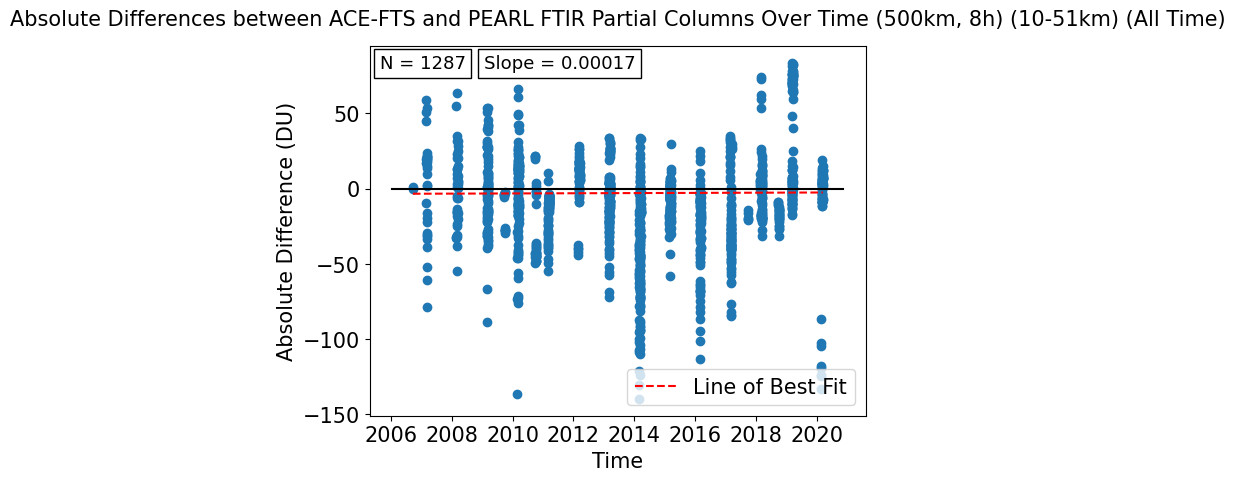 Absolute Differences between ACE-FTS and PEARL FTIR Partial Columns Over Time (500km, 8h) (10-51km) (All Time)
N = 1287
Slope = 0.00017
Absolute Difference (DU)
50
0
−50
−100
−150
Line of Best Fit
2006 2008 2010 2012 2014 2016 2018 2020
Time